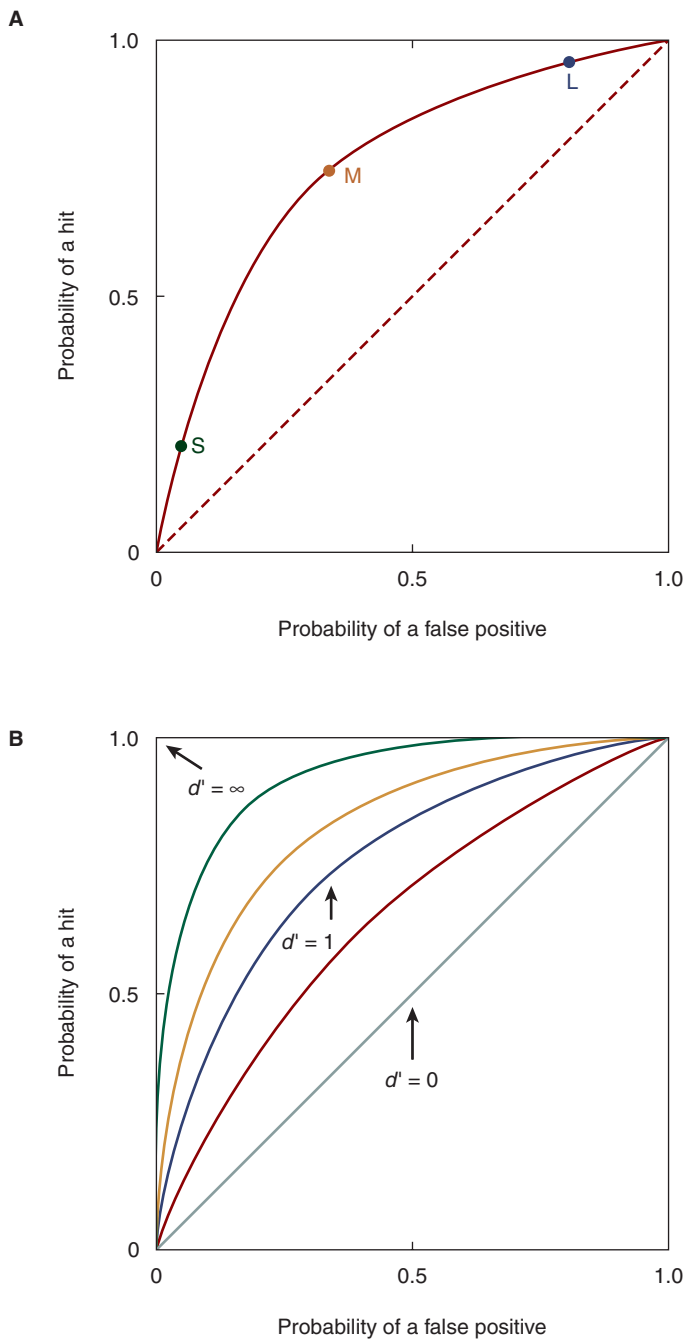 A
1.0
L
M
Probability of a hit
0.5
S
0
0
0.5
1.0
Probability of a false positive
B
1.0
d' = ∞
d' = 1
Probability of a hit
0.5
d' = 0
0
0
0.5
1.0
Probability of a false positive